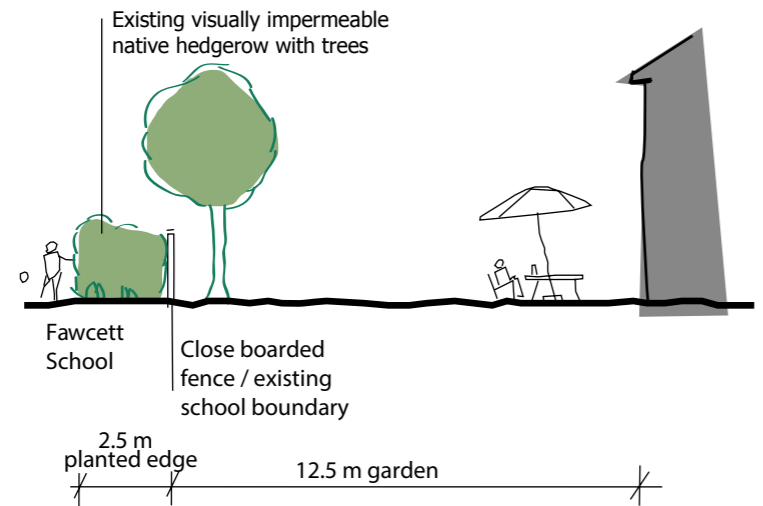 Existing visually impermeable
native hedgerow with trees
Fawcett
School
Close boarded
fence / existing
school boundary
2.5 m
planted edge
12.5 m garden